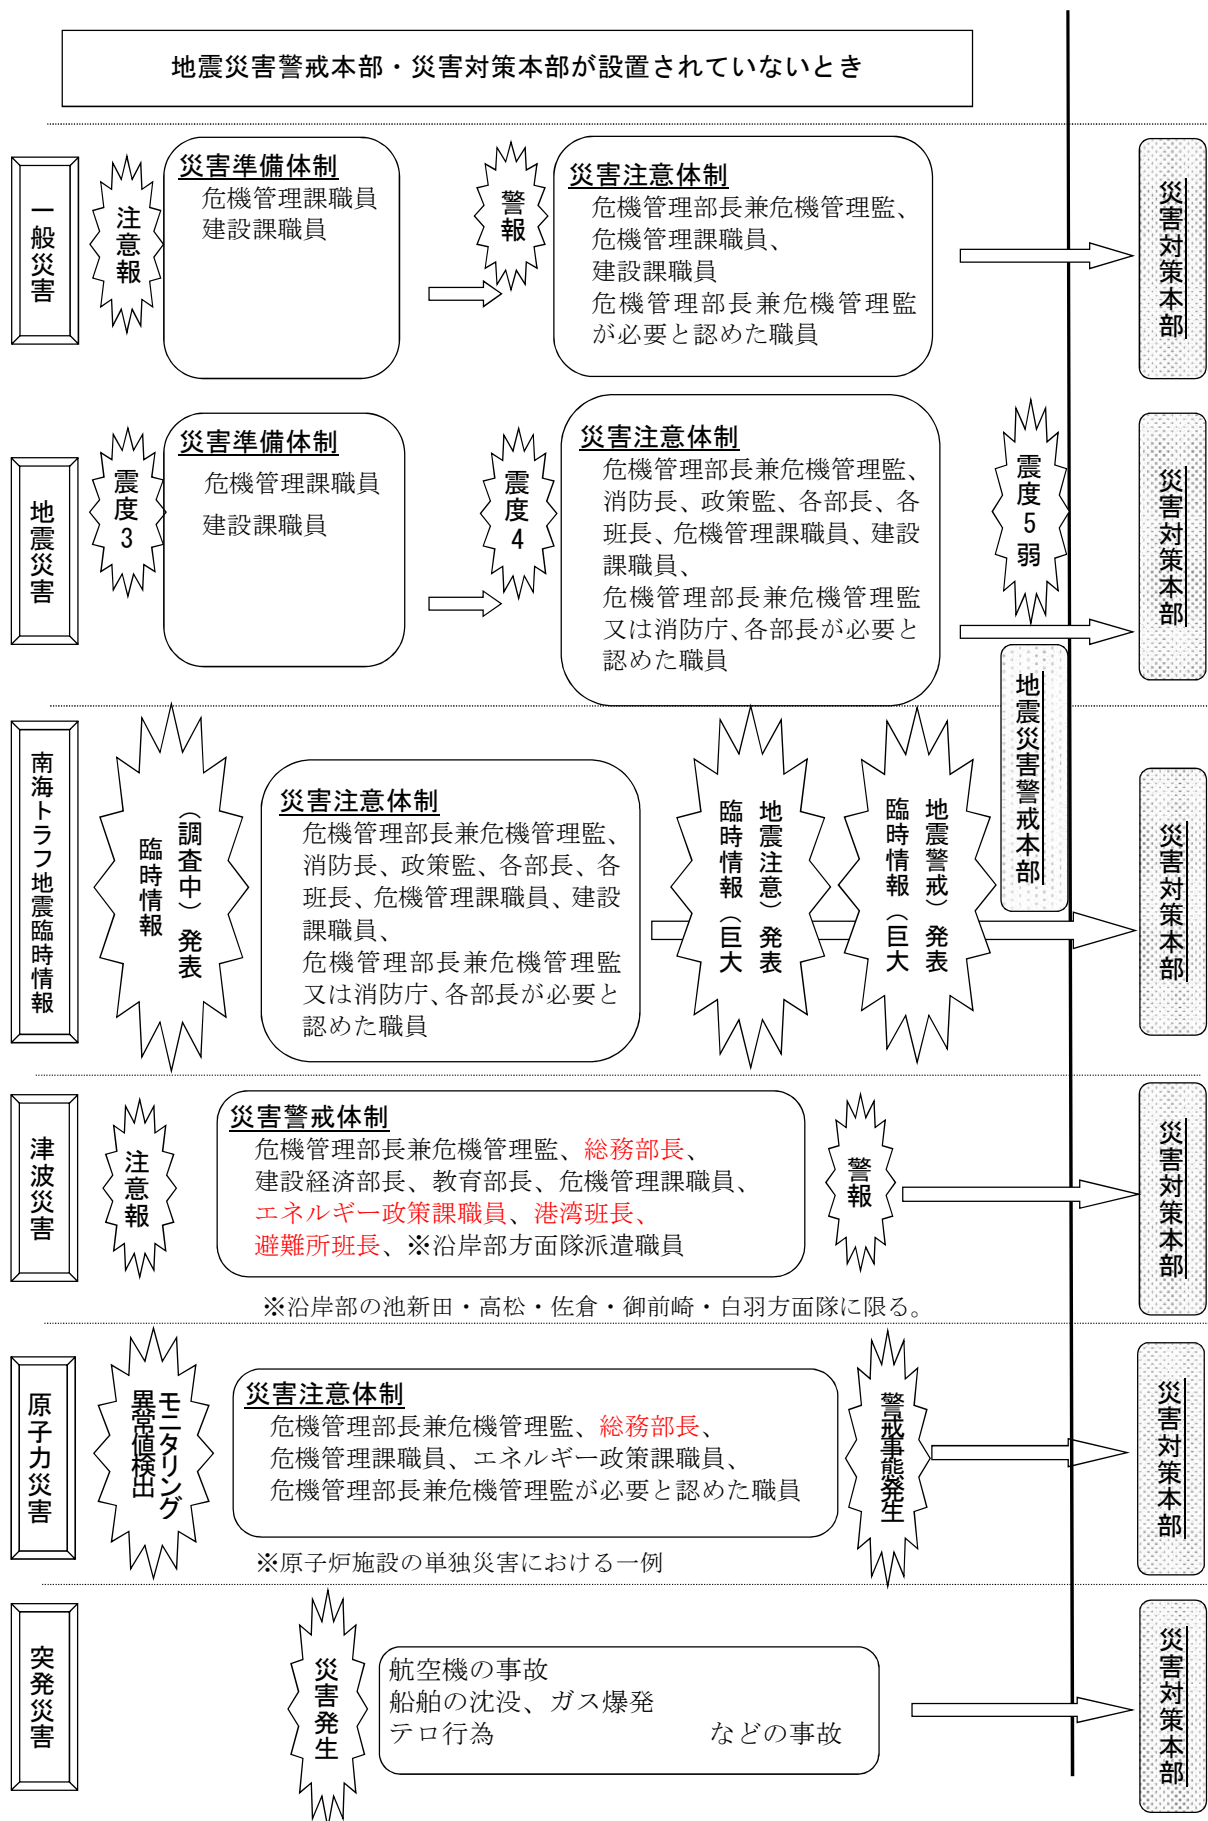 地震災害警戒本部・災害対策本部が設置されていないとき
一般災害
注意報
災害準備体制
危機管理課職員
建設課職員
警報
災害注意体制
危機管理部長兼危機管理監、
危機管理課職員、
建設課職員
危機管理部長兼危機管理監
が必要と認めた職員
災害対策本部
地震災害
震度3
災害準備体制
危機管理課職員
建設課職員
震度4
災害注意体制
危機管理部長兼危機管理監、
消防長、政策監、各部長、各
班長、危機管理課職員、建設
課職員、
危機管理部長兼危機管理監
又は消防庁、各部長が必要と
認めた職員
震度5弱
災害対策本部
地震災害警戒本部
南海トラフ地震臨時情報
臨時情報
（調査中）発表
災害注意体制
危機管理部長兼危機管理監、
消防長、政策監、各部長、各
班長、危機管理課職員、建設
課職員、
危機管理部長兼危機管理監
又は消防庁、各部長が必要と
認めた職員
臨時情報（巨大
地震注意）発表
臨時情報（巨大
地震警戒）発表
災害対策本部
津波災害
注意報
災害警戒体制
危機管理部長兼危機管理監、総務部長、
建設経済部長、教育部長、危機管理課職員、
エネルギー政策課職員、港湾班長、
避難所班長、※沿岸部方面隊派遣職員
警報
災害対策本部
※沿岸部の池新田・高松・佐倉・御前崎・白羽方面隊に限る。
原子力災害
モニタリング
異常値検出
災害注意体制
危機管理部長兼危機管理監、総務部長、
危機管理課職員、エネルギー政策課職員、
危機管理部長兼危機管理監が必要と認めた職員
警戒事態発生
災害対策本部
※原子炉施設の単独災害における一例
突発災害
災害発生
航空機の事故
船舶の沈没、ガス爆発
テロ行為　などの事故
災害対策本部